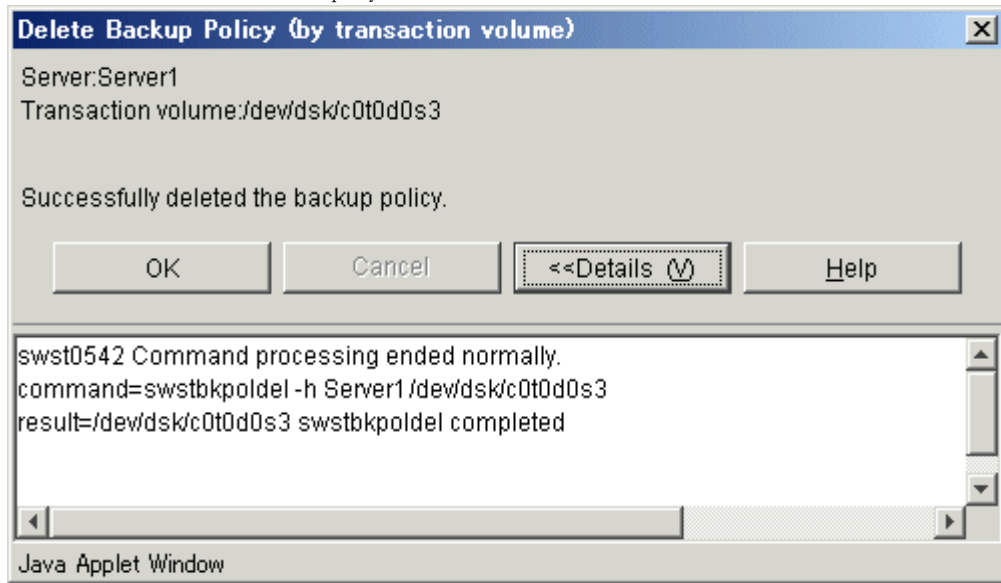 Delete Backup Policy (by transaction volume)
Server:Server1
Transaction volume:/dev/dsk/c0t0d0s3
Successfully deleted the backup policy.
OK Cancel <<Details (V) Help
swst0542 Command processing ended normally.
command=swstbkpoldel -h Server1 /dev/dsk/c0t0d0s3
result=/dev/dsk/c0t0d0s3 swstbkpoldel completed
Java Applet Window